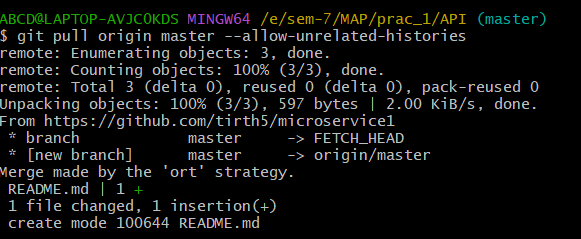 ABCD@LAPTOP-AVJCOKDS MINGW64 /e/sem-7/MAP/prac_1/API (master)
$ git pull origin master --allow-unrelated-histories
remote: Enumerating objects: 3, done.
remote: Counting objects: 100% (3/3), done.
remote: Total 3 (delta 0), reused 0 (delta 0), pack-reused 0
Unpacking objects: 100% (3/3), 597 bytes | 2.00 KiB/s, done.
From https://github.com/tirth5/microservice1
 * branch            master     -> FETCH_HEAD
 * [new branch]      master     -> origin/master
Merge made by the 'ort' strategy.
 README.md | 1 +
 1 file changed, 1 insertion(+)
 create mode 100644 README.md